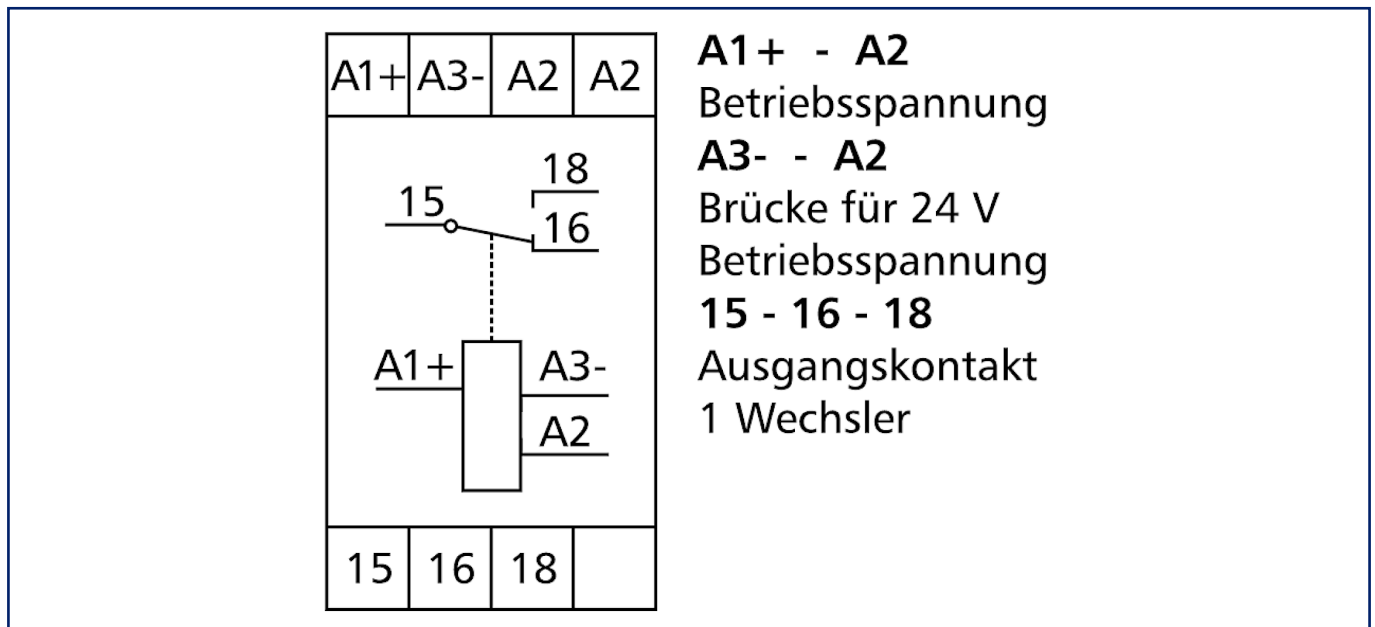 A1+ A3- A2 A2
18
15
16
A1+ A3-
A2
15 16 18
A1+ - A2
Betriebsspannung
A3- - A2
Brücke für 24 V
Betriebsspannung
15 - 16 - 18
Ausgangskontakt
1 Wechsler